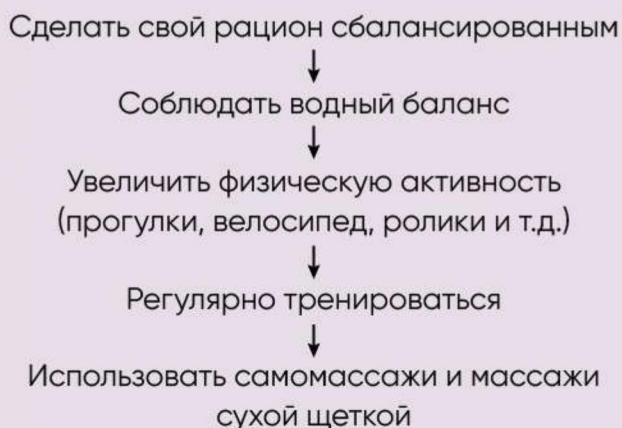 Сделать свой рацион сбалансированным
Соблюдать водный баланс
Увеличить физическую активность
(прогулки, велосипед, ролики и т.д.)
Регулярно тренироваться
Использовать самомассажи и массажи
сухой щеткой